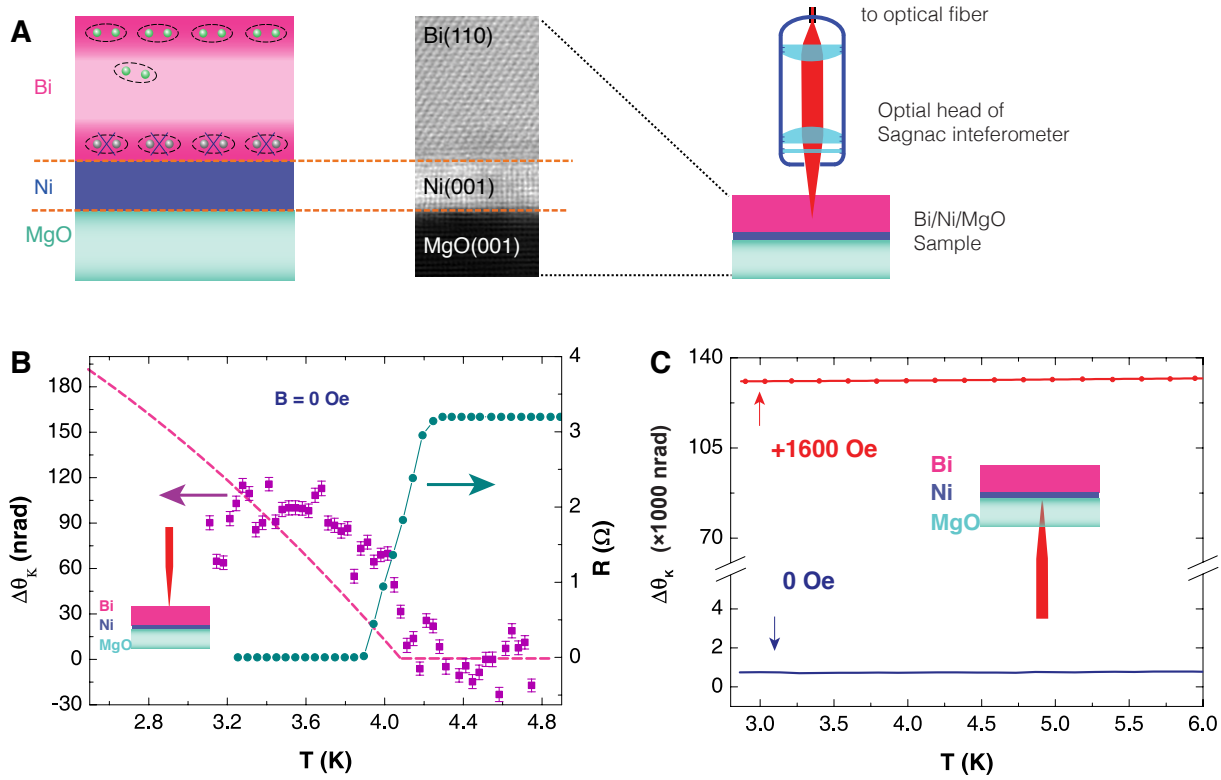 A
Bi
Ni
MgO
Bi(110)
Ni(001)
MgO(001)
to optical fiber
Optial head of
Sagnac inteferometer
Bi/Ni/MgO
Sample
B
B = 0 Oe
ΔθK (nrad)
180
150
120
90
60
30
0
-30
2.8
3.2
3.6
4.0
4.4
4.8
T (K)
4
3
2
1
0
R (Ω)
Bi
Ni
MgO
C
ΔθK (×1000 nrad)
140
105
70
4
2
0
+1600 Oe
0 Oe
Bi
Ni
MgO
3.0
3.5
4.0
4.5
5.0
5.5
6.0
T (K)